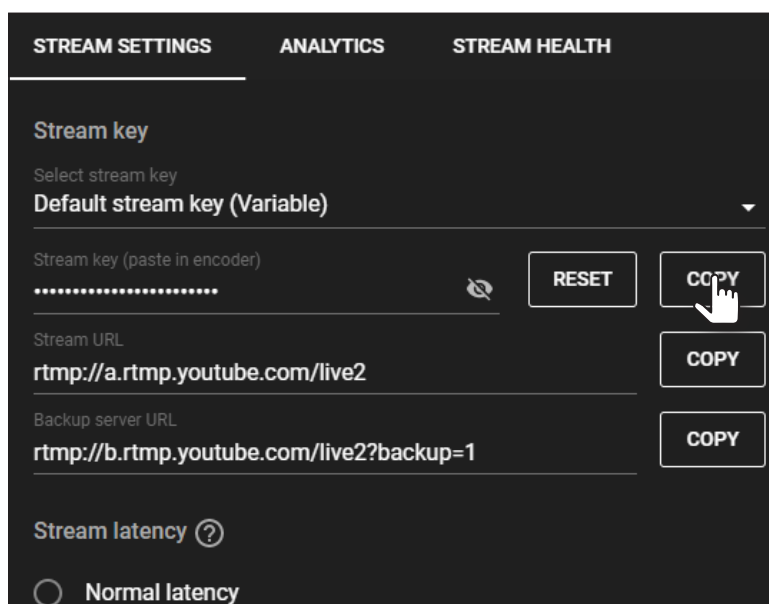 STREAM SETTINGS ANALYTICS STREAM HEALTH
Stream key
Select stream key
Default stream key (Variable)
Stream key (paste in encoder)
•••••••••••••••••••••••• RESET COPY
Stream URL
rtmp://a.rtmp.youtube.com/live2 COPY
Backup server URL
rtmp://b.rtmp.youtube.com/live2?backup=1 COPY
Stream latency ?
Normal latency